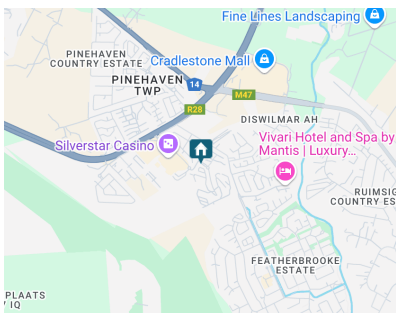 Fine Lines Landscaping
PINEHAVEN
COUNTRY ESTATE
Cradlestone Mall
PINEHAVEN
TWP
14
M47
R28
DISWILMAR AH
Silverstar Casino
Vivari Hotel and Spa by
Mantis | Luxury...
RUIMSIG
COUNTRY ES
FEATHERBROOKE
ESTATE
PLAATS
IQ